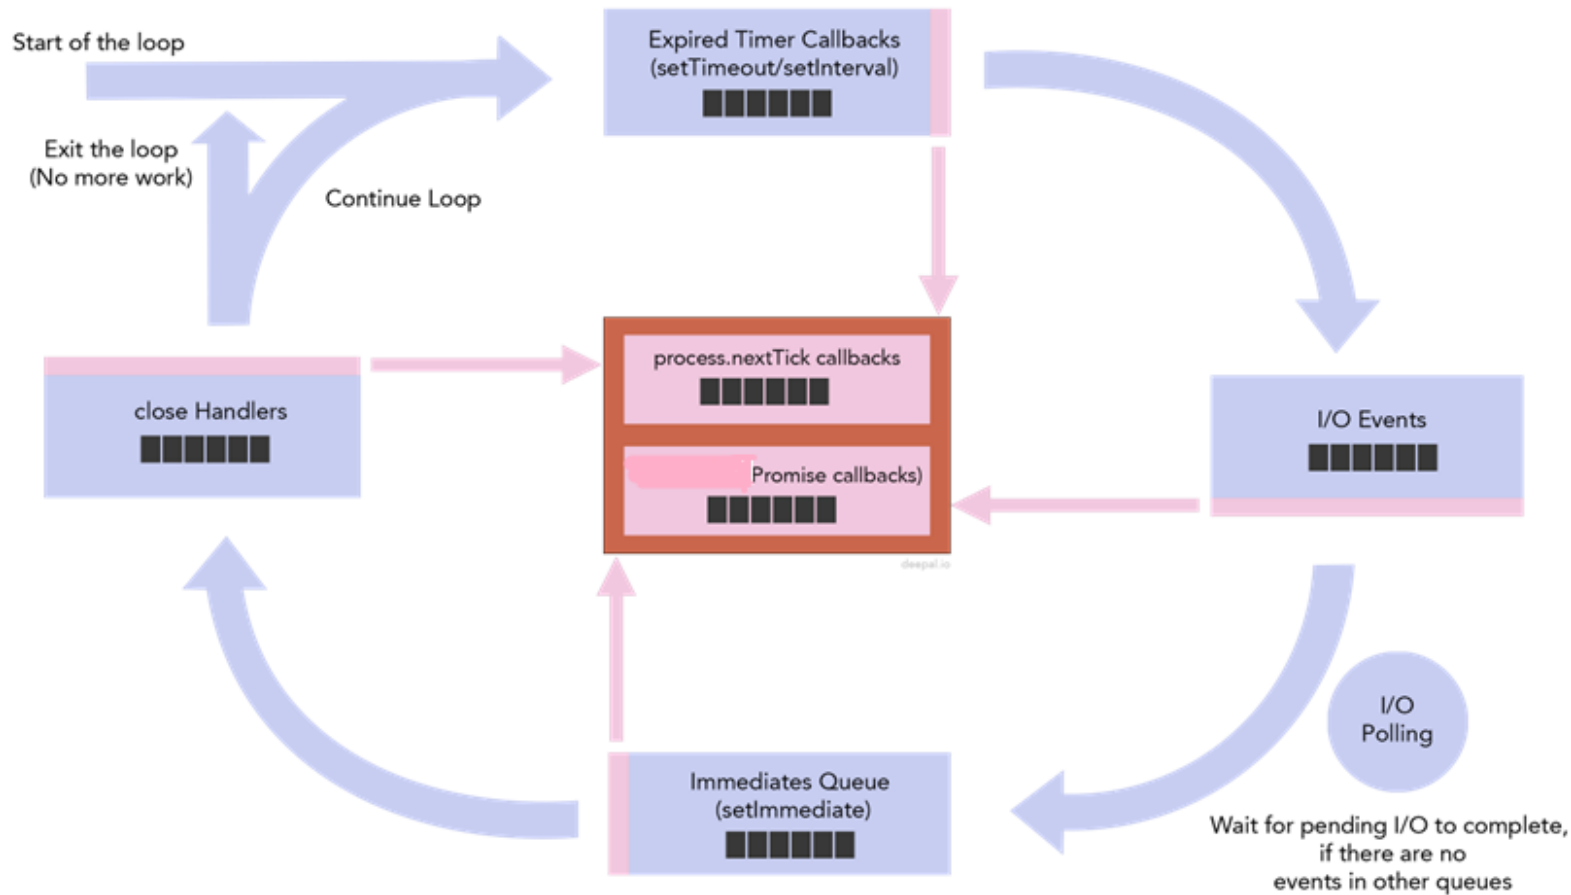 Start of the loop
Exit the loop
(No more work)
Continue Loop
Expired Timer Callbacks
(setTimeout/setInterval)
process.nextTick callbacks
Promise callbacks)
deepal.io
close Handlers
I/O Events
I/O
Polling
Wait for pending I/O to complete,
if there are no
events in other queues
Immediates Queue
(setImmediate)